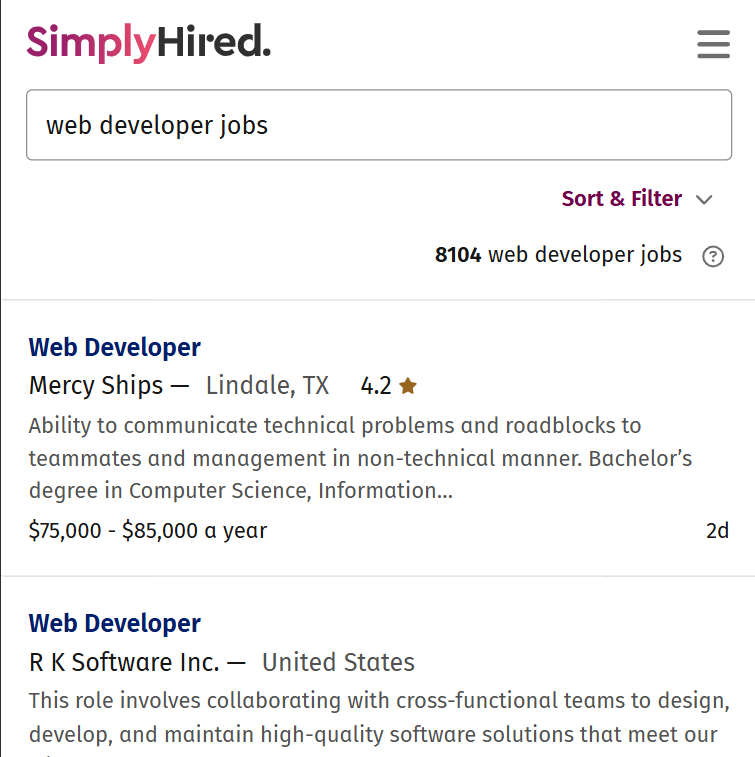 SimplyHired.
web developer jobs
Sort & Filter
8104 web developer jobs ?
Web Developer
Mercy Ships — Lindale, TX 4.2
Ability to communicate technical problems and roadblocks to
teammates and management in non-technical manner. Bachelor’s
degree in Computer Science, Information...
$75,000 - $85,000 a year 2d
Web Developer
R K Software Inc. — United States
This role involves collaborating with cross-functional teams to design,
develop, and maintain high-quality software solutions that meet our